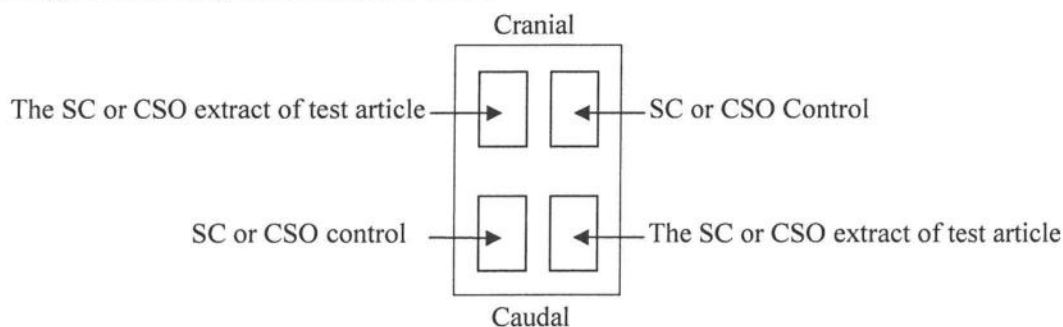 Cranial
The SC or CSO extract of test article SC or CSO Control
SC or CSO control The SC or CSO extract of test article
Caudal